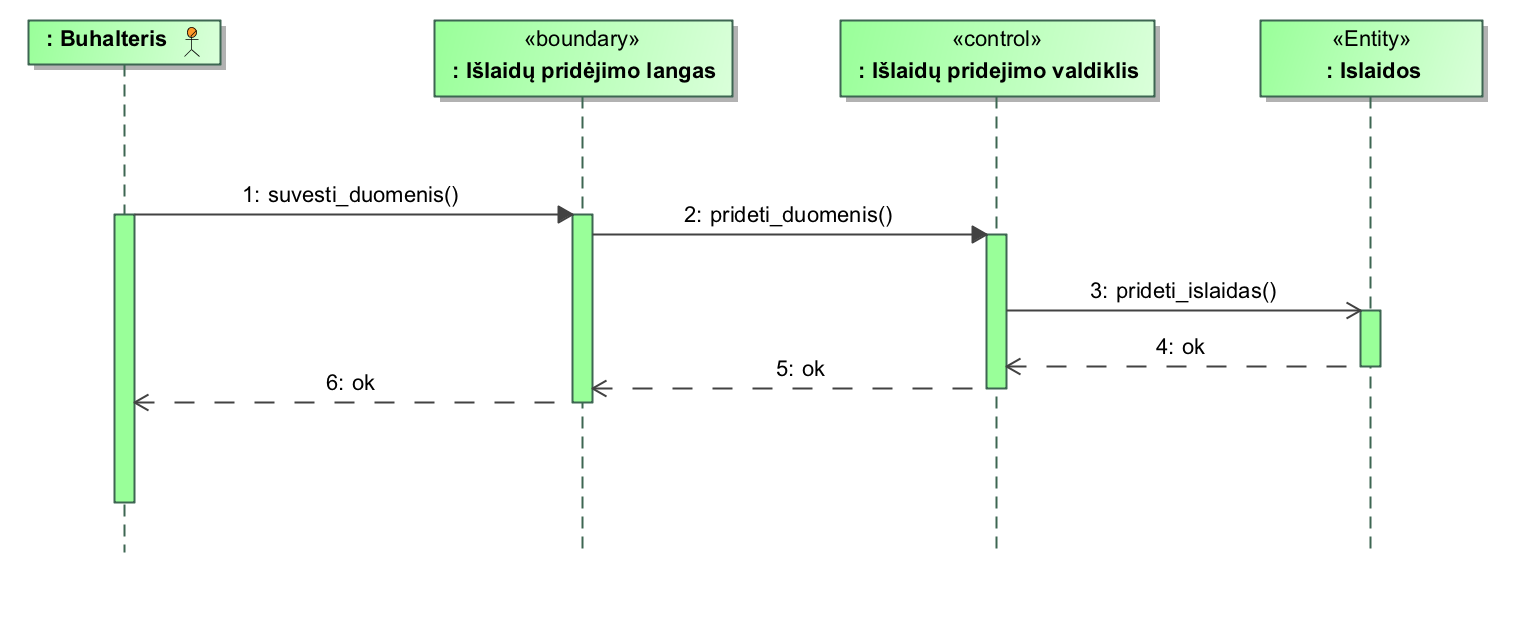 : Buhalteris
«boundary»
: Išlaidų pridėjimo langas
«control»
: Išlaidų pridejimo valdiklis
«Entity»
: Islaidos
1: suvesti_duomenis()
2: prideti_duomenis()
3: prideti_islaidas()
4: ok
5: ok
6: ok